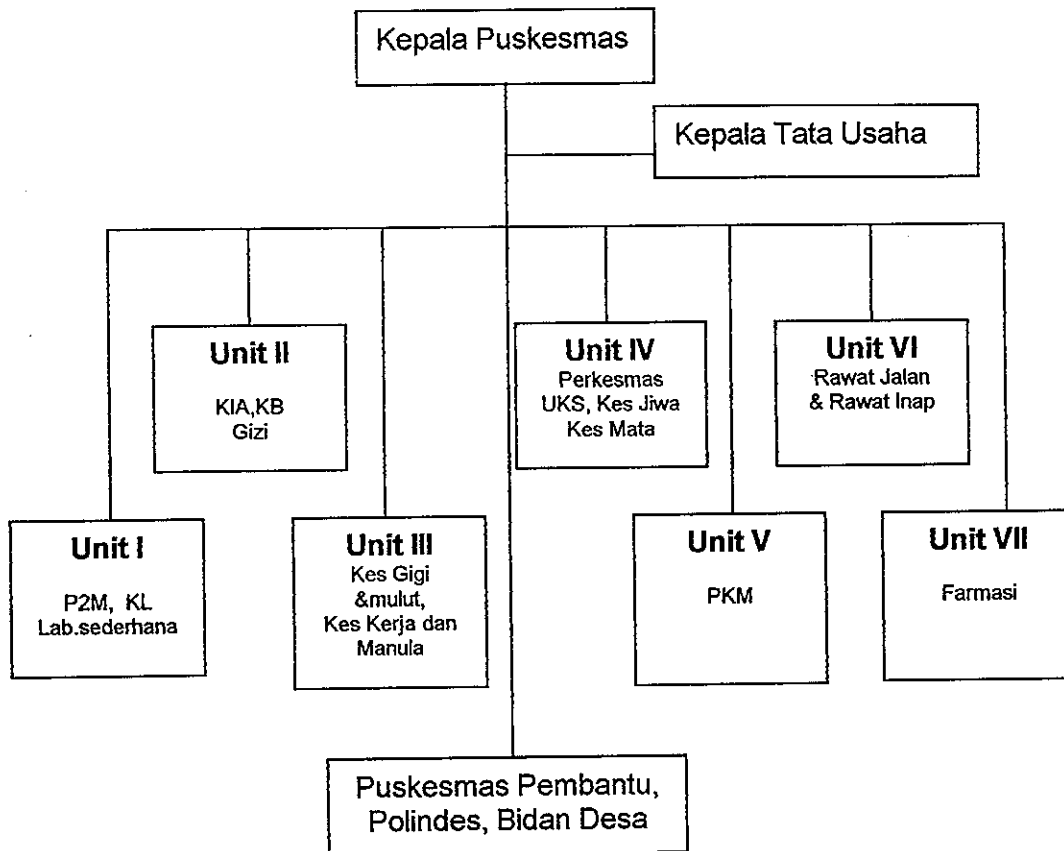 Kepala Puskesmas
Kepala Tata Usaha
Unit II
KIA,KB
Gizi
Unit IV
Perkesmas
UKS, Kes Jiwa
Kes Mata
Unit VI
Rawat Jalan
& Rawat Inap
Unit I
P2M, KL
Lab.sederhana
Unit III
Kes Gigi
&mulut,
Kes Kerja dan
Manula
Unit V
PKM
Unit VII
Farmasi
Puskesmas Pembantu,
Polindes, Bidan Desa